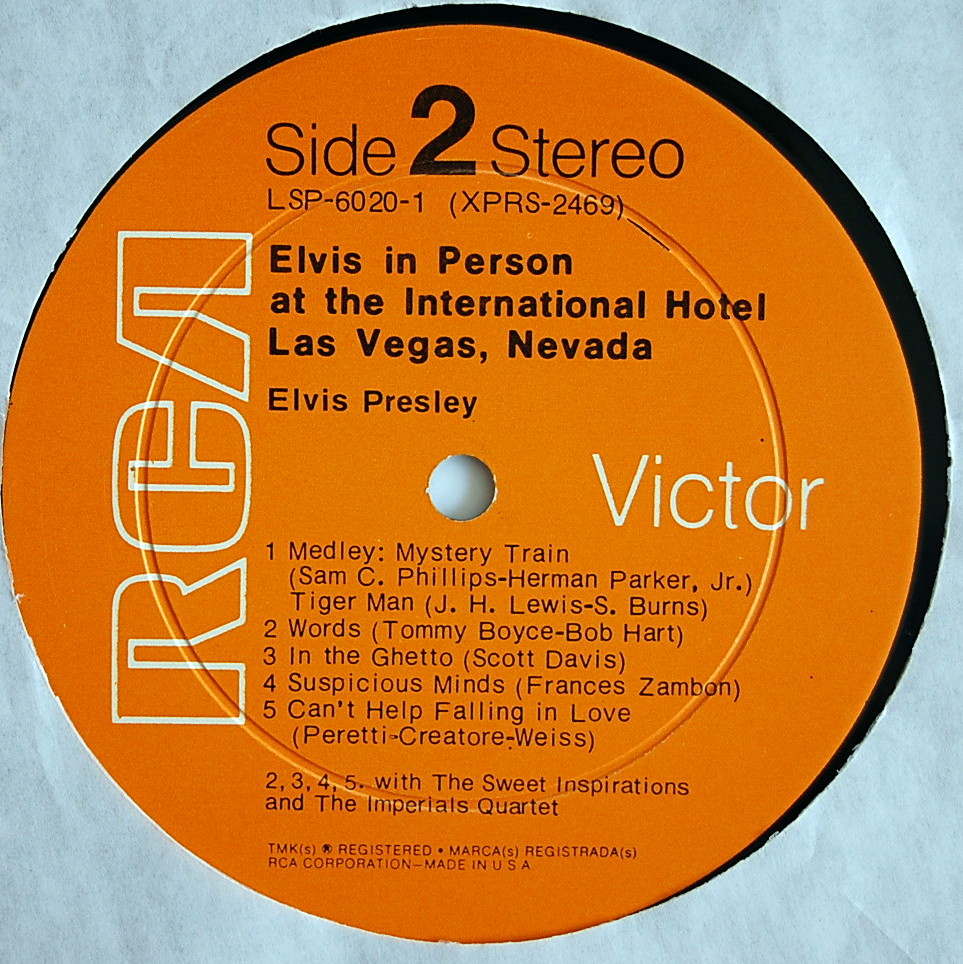 Side 2 Stereo
LSP-6020-1 (XPRS-2469)
Elvis in Person
at the International Hotel
Las Vegas, Nevada
Elvis Presley
RCA
Victor
1 Medley: Mystery Train
(Sam C. Phillips-Herman Parker, Jr.)
Tiger Man (J. H. Lewis-S. Burns)
2 Words (Tommy Boyce-Bob Hart)
3 In the Ghetto (Scott Davis)
4 Suspicious Minds (Frances Zambon)
5 Can't Help Falling in Love
(Peretti-Creatore-Weiss)
2, 3, 4, 5. with The Sweet Inspirations
and The Imperials Quartet
TMK(s) ® REGISTERED • MARCA(s) REGISTRADA(s)
RCA CORPORATION—MADE IN U S A